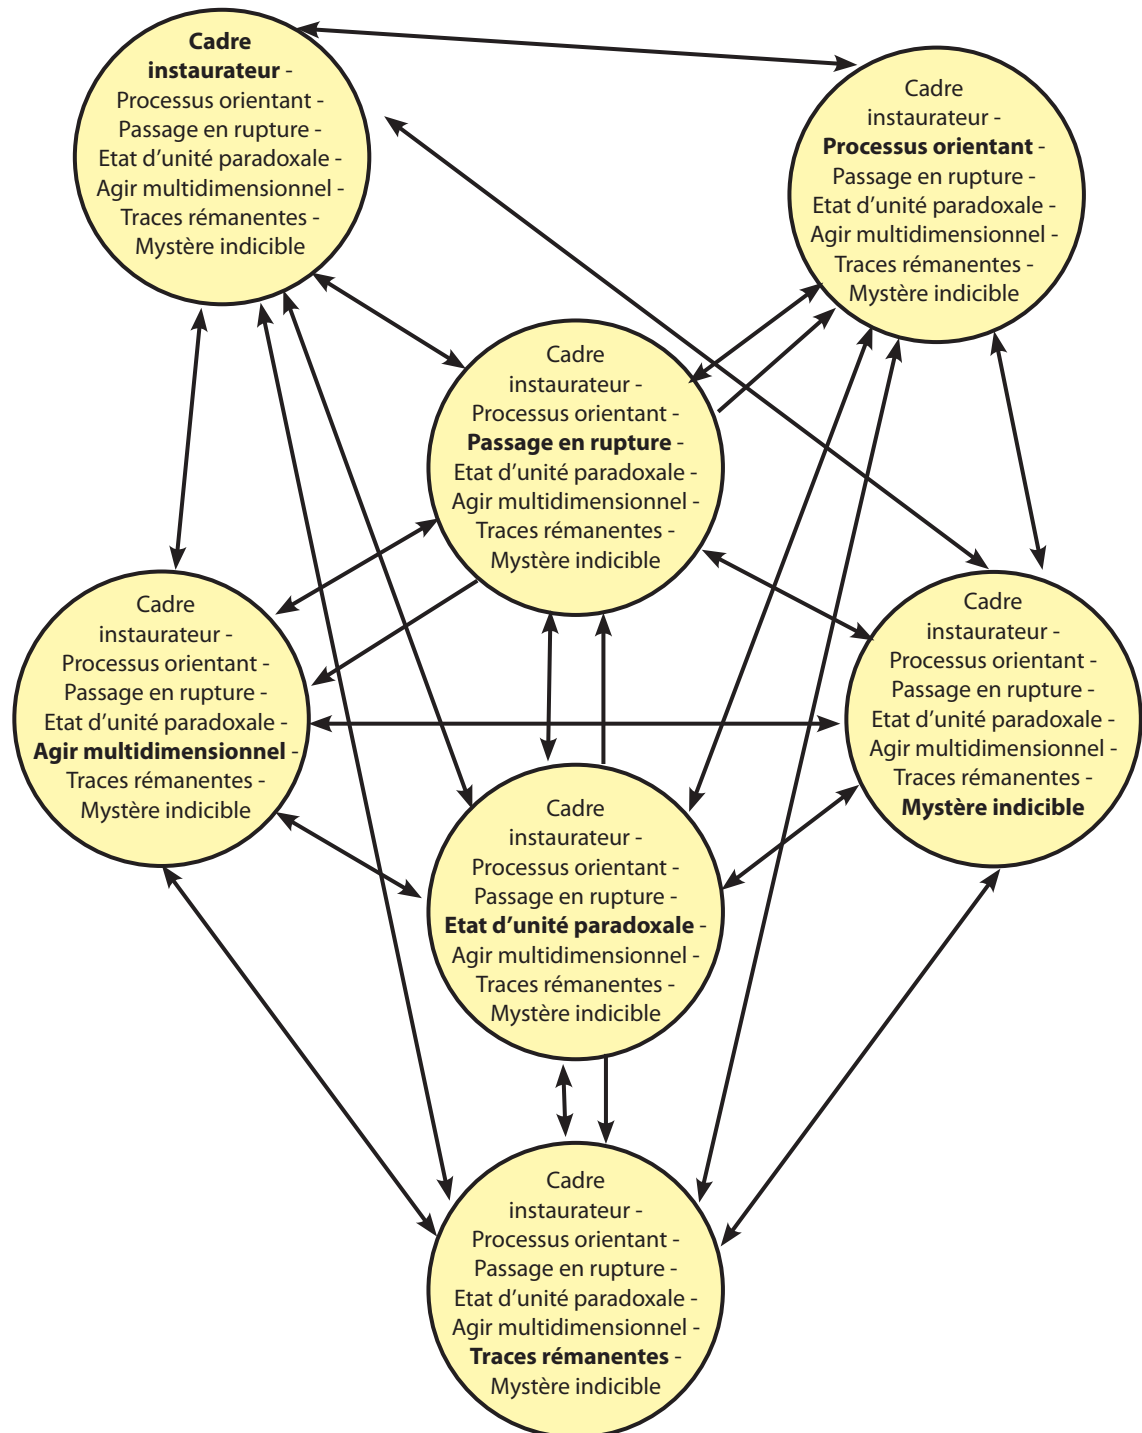 Cadre
instaurateur -
Processus orientant -
Passage en rupture -
Etat d’unité paradoxale -
Agir multidimensionnel -
Traces rémanentes -
Mystère indicible
Cadre
instaurateur -
Processus orientant -
Passage en rupture -
Etat d’unité paradoxale -
Agir multidimensionnel -
Traces rémanentes -
Mystère indicible
Cadre
instaurateur -
Processus orientant -
Passage en rupture -
Etat d’unité paradoxale -
Agir multidimensionnel -
Traces rémanentes -
Mystère indicible
Cadre
instaurateur -
Processus orientant -
Passage en rupture -
Etat d’unité paradoxale -
Agir multidimensionnel -
Traces rémanentes -
Mystère indicible
Cadre
instaurateur -
Processus orientant -
Passage en rupture -
Etat d’unité paradoxale -
Agir multidimensionnel -
Traces rémanentes -
Mystère indicible
Cadre
instaurateur -
Processus orientant -
Passage en rupture -
Etat d’unité paradoxale -
Agir multidimensionnel -
Traces rémanentes -
Mystère indicible
Cadre
instaurateur -
Processus orientant -
Passage en rupture -
Etat d’unité paradoxale -
Agir multidimensionnel -
Traces rémanentes -
Mystère indicible